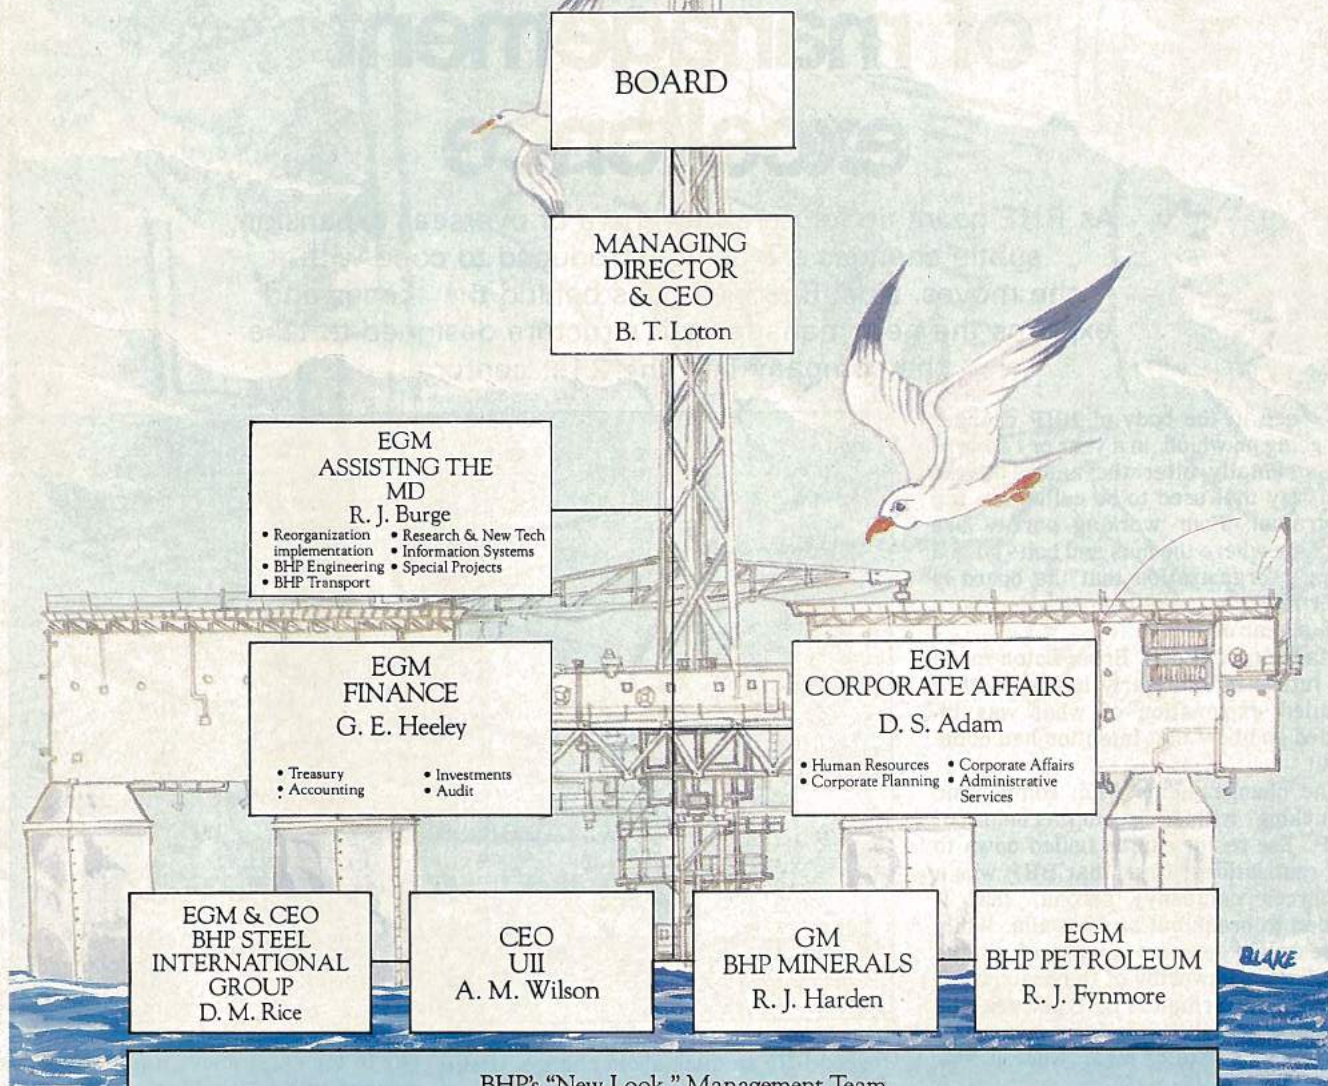 BOARD
MANAGING
DIRECTOR
& CEO
B. T. Loton
EGM
ASSISTING THE
MD
R. J. Burge
• Reorganization
implementation
• BHP Engineering
• BHP Transport
• Research & New Tech
• Information Systems
• Special Projects
EGM
FINANCE
G. E. Heeley
• Treasury
• Accounting
• Investments
• Audit
EGM
CORPORATE AFFAIRS
D. S. Adam
• Human Resources
• Corporate Planning
• Corporate Affairs
• Administrative
Services
EGM & CEO
BHP STEEL
INTERNATIONAL
GROUP
D. M. Rice
CEO
UII
A. M. Wilson
GM
BHP MINERALS
R. J. Harden
EGM
BHP PETROLEUM
R. J. Fynmore
BLAKE
BHP's "New Look" Management Team